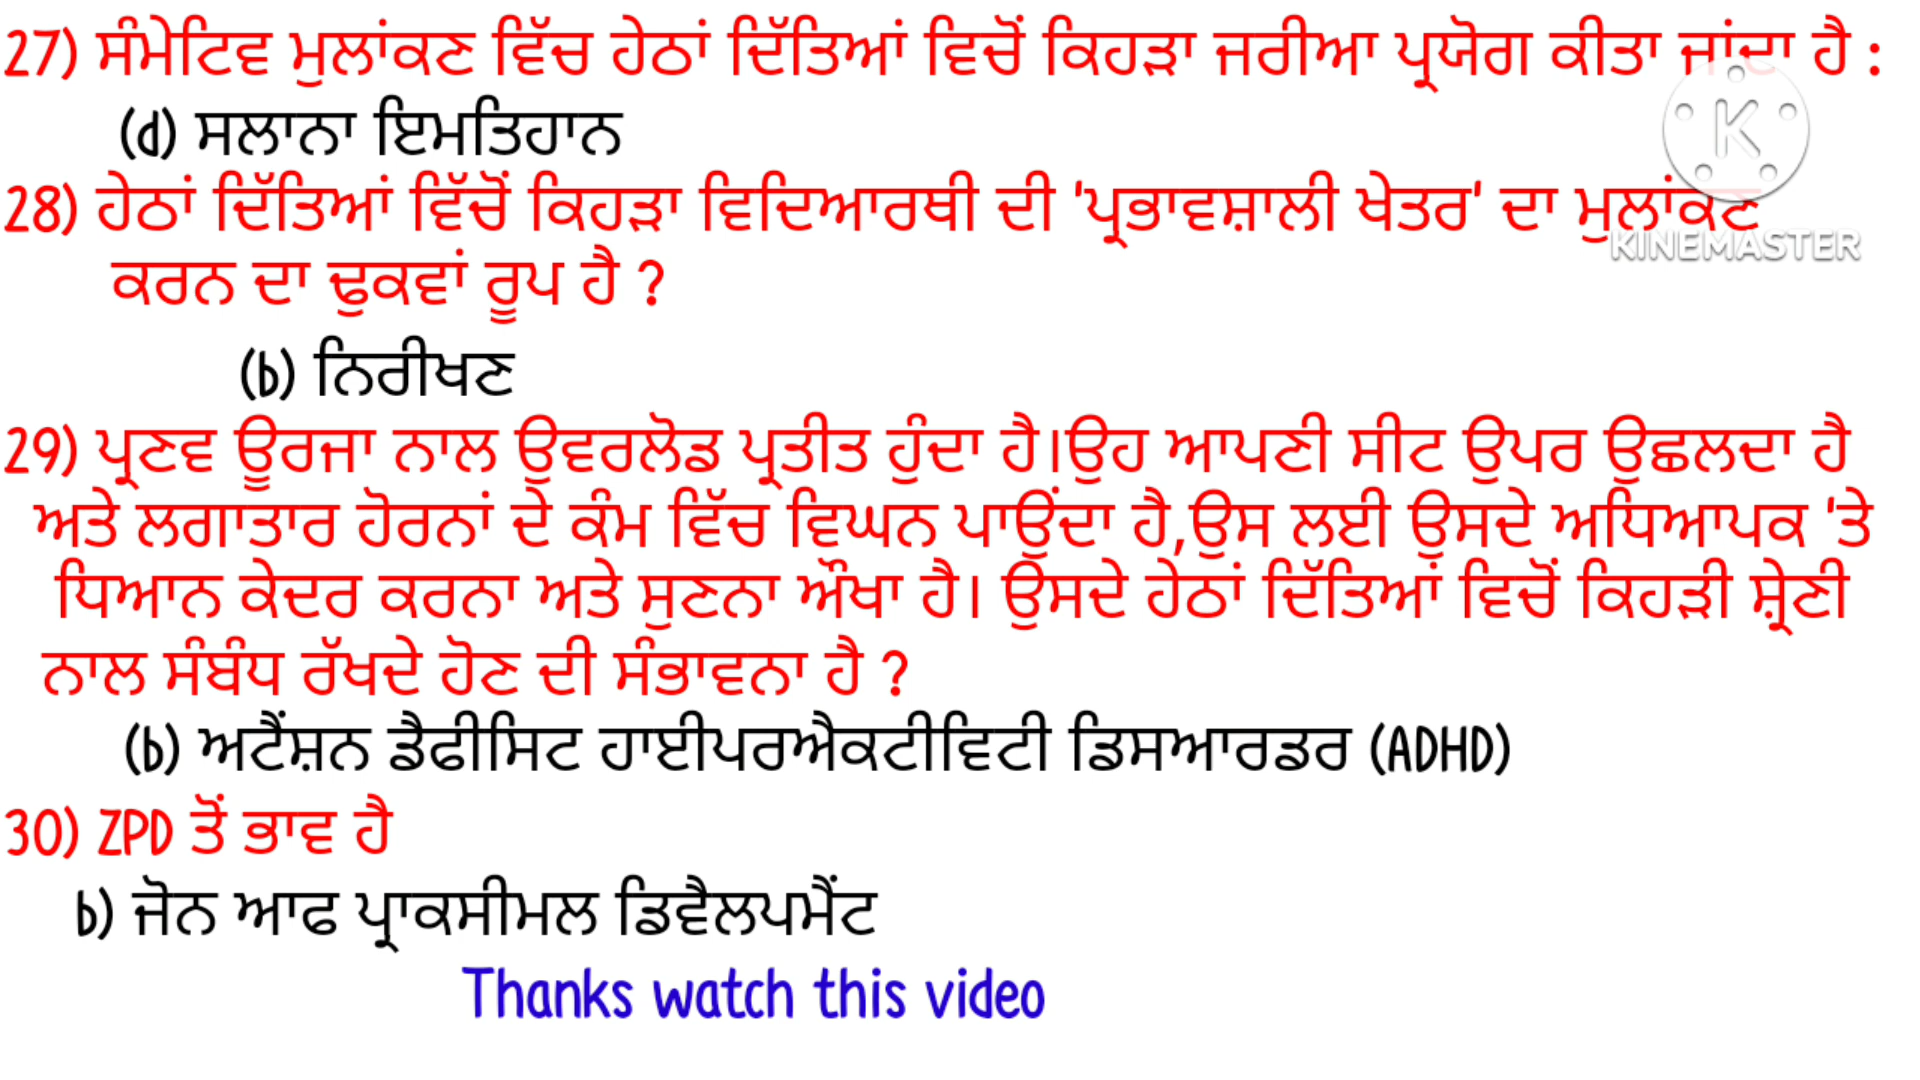 27) ਸੰਮੇਟਿਵ ਮੁਲਾਂਕਣ ਵਿੱਚ ਹੇਠਾਂ ਦਿੱਤਿਆਂ ਵਿਚੋਂ ਕਿਹੜਾ ਜਰੀਆ ਪ੍ਰਯੋਗ ਕੀਤਾ ਜਾਂਦਾ ਹੈ :
(d) ਸਲਾਨਾ ਇਮਤਿਹਾਨ
K
28) ਹੇਠਾਂ ਦਿੱਤਿਆਂ ਵਿੱਚੋਂ ਕਿਹੜਾ ਵਿਦਿਆਰਥੀ ਦੀ 'ਪ੍ਰਭਾਵਸ਼ਾਲੀ ਖੇਤਰ' ਦਾ ਮੁਲਾਂਕਣ
KINEMASTER
ਕਰਨ ਦਾ ਢੁਕਵਾਂ ਰੂਪ ਹੈ ?
(b) ਨਿਰੀਖਣ
29) ਪ੍ਰਣਵ ਊਰਜਾ ਨਾਲ ਉਵਰਲੋਡ ਪ੍ਰਤੀਤ ਹੁੰਦਾ ਹੈ।ਉਹ ਆਪਣੀ ਸੀਟ ਉਪਰ ਉਛਲਦਾ ਹੈ
ਅਤੇ ਲਗਾਤਾਰ ਹੋਰਨਾਂ ਦੇ ਕੰਮ ਵਿੱਚ ਵਿਘਨ ਪਾਉਂਦਾ ਹੈ,ਉਸ ਲਈ ਉਸਦੇ ਅਧਿਆਪਕ 'ਤੇ
ਧਿਆਨ ਕੇਦਰ ਕਰਨਾ ਅਤੇ ਸੁਣਨਾ ਔਖਾ ਹੈ। ਉਸਦੇ ਹੇਠਾਂ ਦਿੱਤਿਆਂ ਵਿਚੋਂ ਕਿਹੜੀ ਸ਼੍ਰੇਣੀ
ਨਾਲ ਸੰਬੰਧ ਰੱਖਦੇ ਹੋਣ ਦੀ ਸੰਭਾਵਨਾ ਹੈ ?
(b) ਅਟੈਂਸ਼ਨ ਡੈਫੀਸਿਟ ਹਾਈਪਰਐਕਟੀਵਿਟੀ ਡਿਸਆਰਡਰ (ADHD)
30) ZPD ਤੋਂ ਭਾਵ ਹੈ
b) ਜੋਨ ਆਫ ਪ੍ਰਾਕਸੀਮਲ ਡਿਵੈਲਪਮੈਂਟ
Thanks watch this video